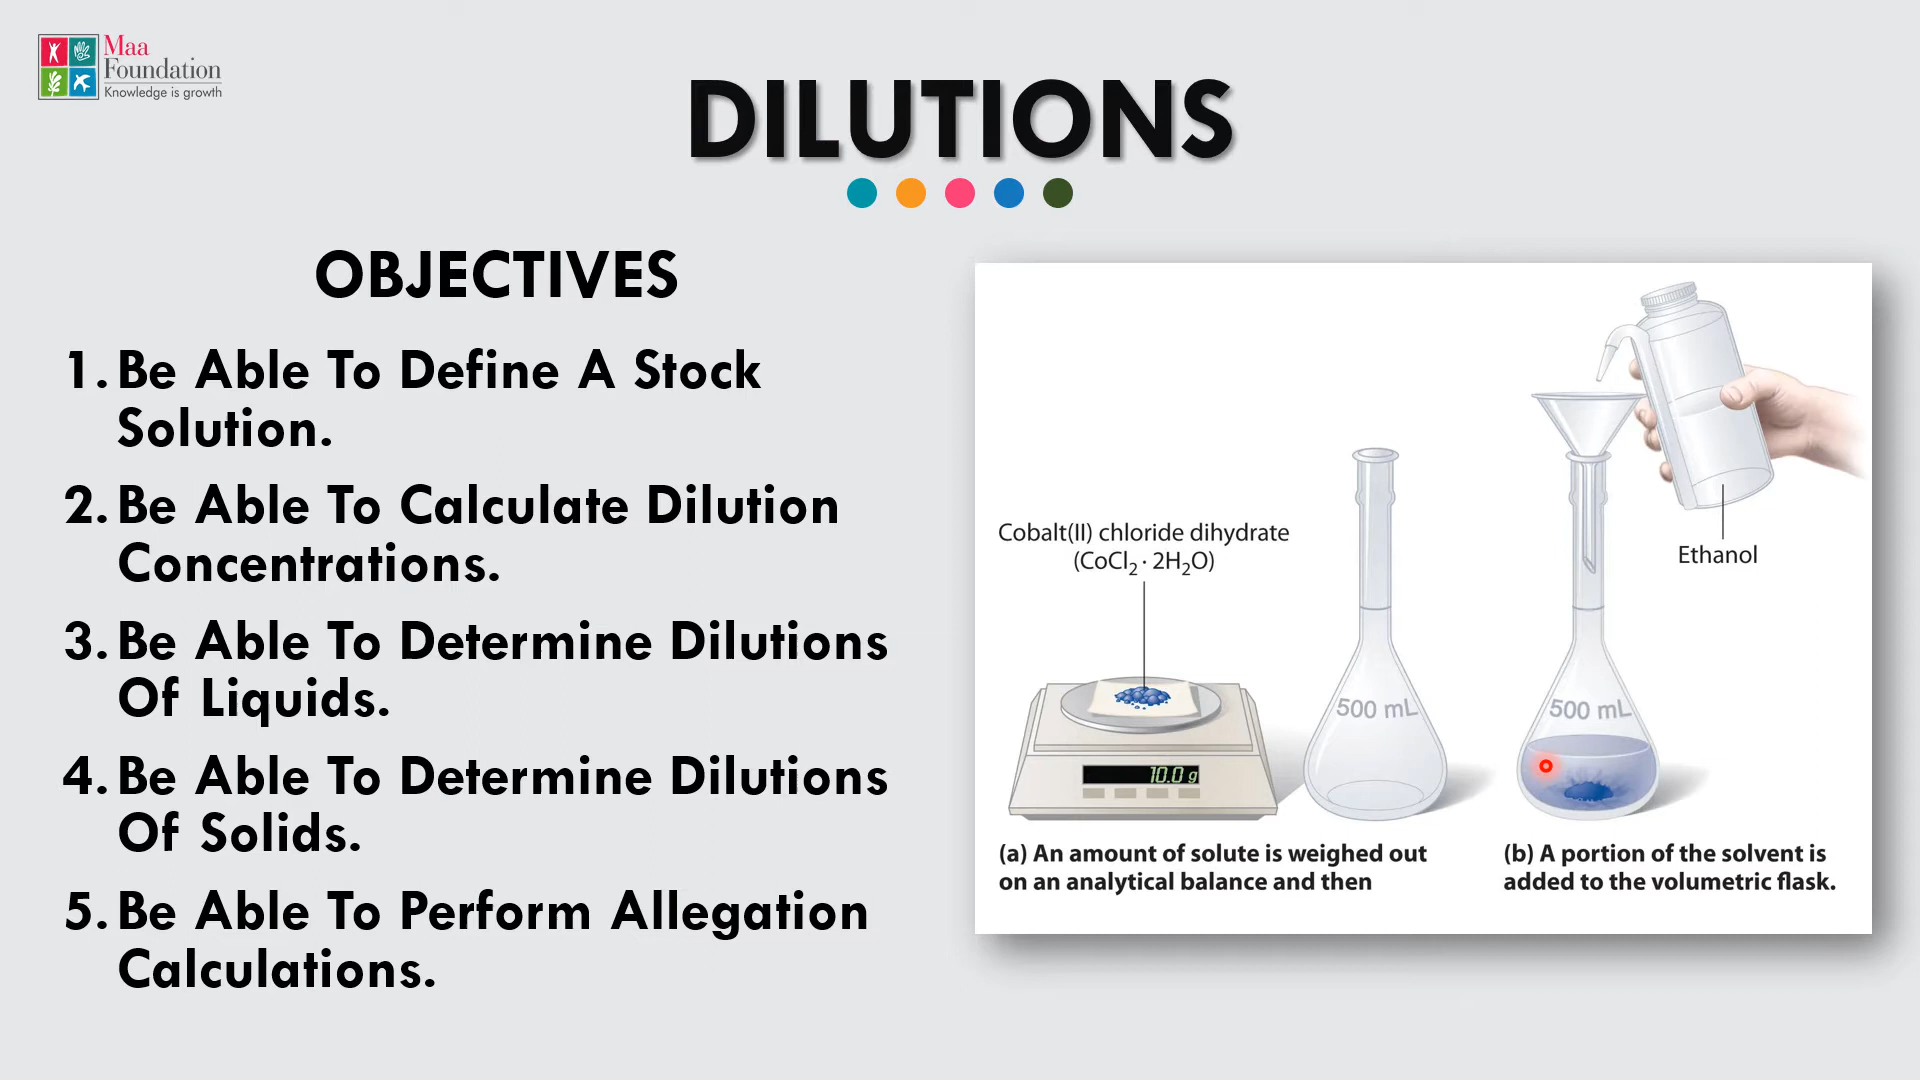 Maa
Foundation
Knowledge is growth
DILUTIONS
OBJECTIVES
1. Be Able To Define A Stock
Solution.
2. Be Able To Calculate Dilution
Concentrations.
3. Be Able To Determine Dilutions
Of Liquids.
4. Be Able To Determine Dilutions
Of Solids.
5. Be Able To Perform Allegation
Calculations.
Cobalt(II) chloride dihydrate
(CoCl₂ · 2H₂O)
Ethanol
500 mL
500 mL
10.0 g
(a) An amount of solute is weighed out
on an analytical balance and then
(b) A portion of the solvent is
added to the volumetric flask.